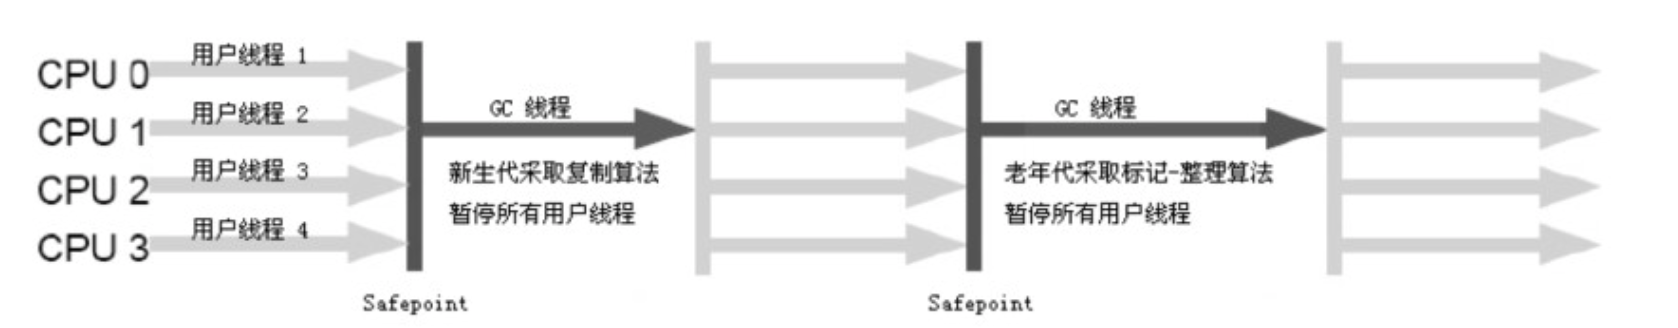 CPU 0
用户线程 1
CPU 1
用户线程 2
CPU 2
用户线程 3
CPU 3
用户线程 4
Safepoint
GC 线程
新生代采取复制算法
暂停所有用户线程
Safepoint
GC 线程
老年代采取标记-整理算法
暂停所有用户线程